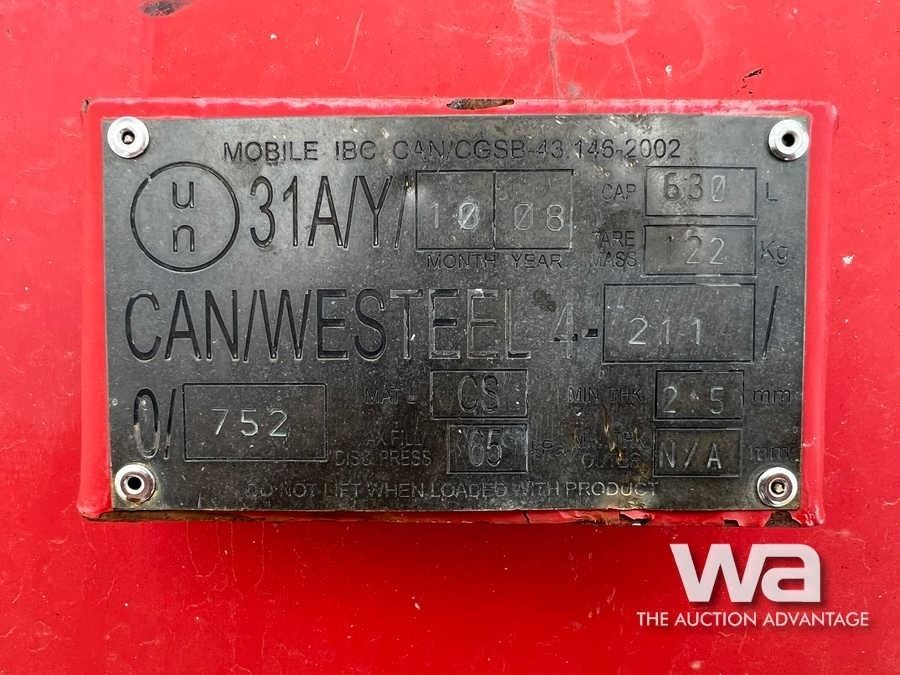 MOBILE IBC CAN/CGSB-43.146-2002
un 31A/Y/ 10 08 CAP 630 L
MONTH YEAR TARE MASS 122 Kg
CAN/WESTEEL 4- 211 /
0/ 752 MAT'L CS MIN THK 2.5 mm
FILL/ DISC PRESS 65 N/A mm
DO NOT LIFT WHEN LOADED WITH PRODUCT
wa
THE AUCTION ADVANTAGE